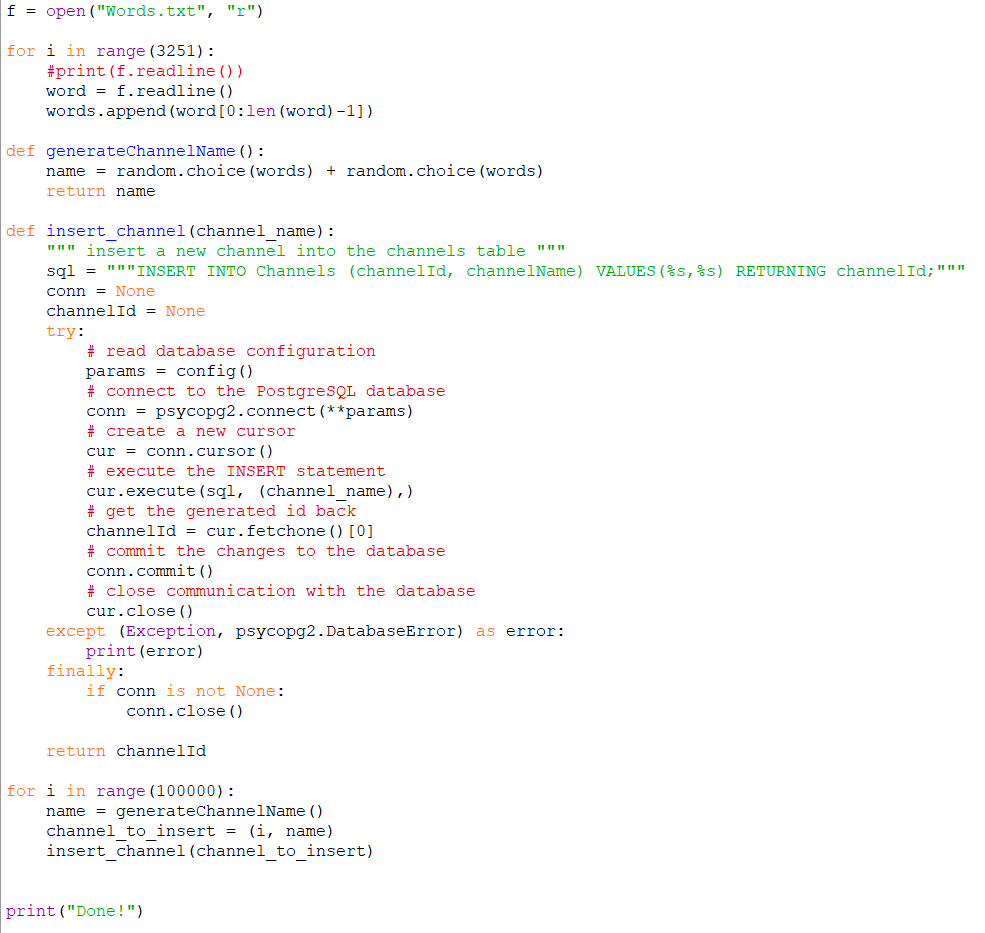 f = open("Words.txt", "r")

for i in range(3251):
    #print(f.readline())
    word = f.readline()
    words.append(word[0:len(word)-1])

def generateChannelName():
    name = random.choice(words) + random.choice(words)
    return name

def insert_channel(channel_name):
    """ insert a new channel into the channels table """
    sql = """INSERT INTO Channels (channelId, channelName) VALUES(%s,%s) RETURNING channelId;"""
    conn = None
    channelId = None
    try:
        # read database configuration
        params = config()
        # connect to the PostgreSQL database
        conn = psycopg2.connect(**params)
        # create a new cursor
        cur = conn.cursor()
        # execute the INSERT statement
        cur.execute(sql, (channel_name),)
        # get the generated id back
        channelId = cur.fetchone()[0]
        # commit the changes to the database
        conn.commit()
        # close communication with the database
        cur.close()
    except (Exception, psycopg2.DatabaseError) as error:
        print(error)
    finally:
        if conn is not None:
            conn.close()

    return channelId

for i in range(100000):
    name = generateChannelName()
    channel_to_insert = (i, name)
    insert_channel(channel_to_insert)


print("Done!")